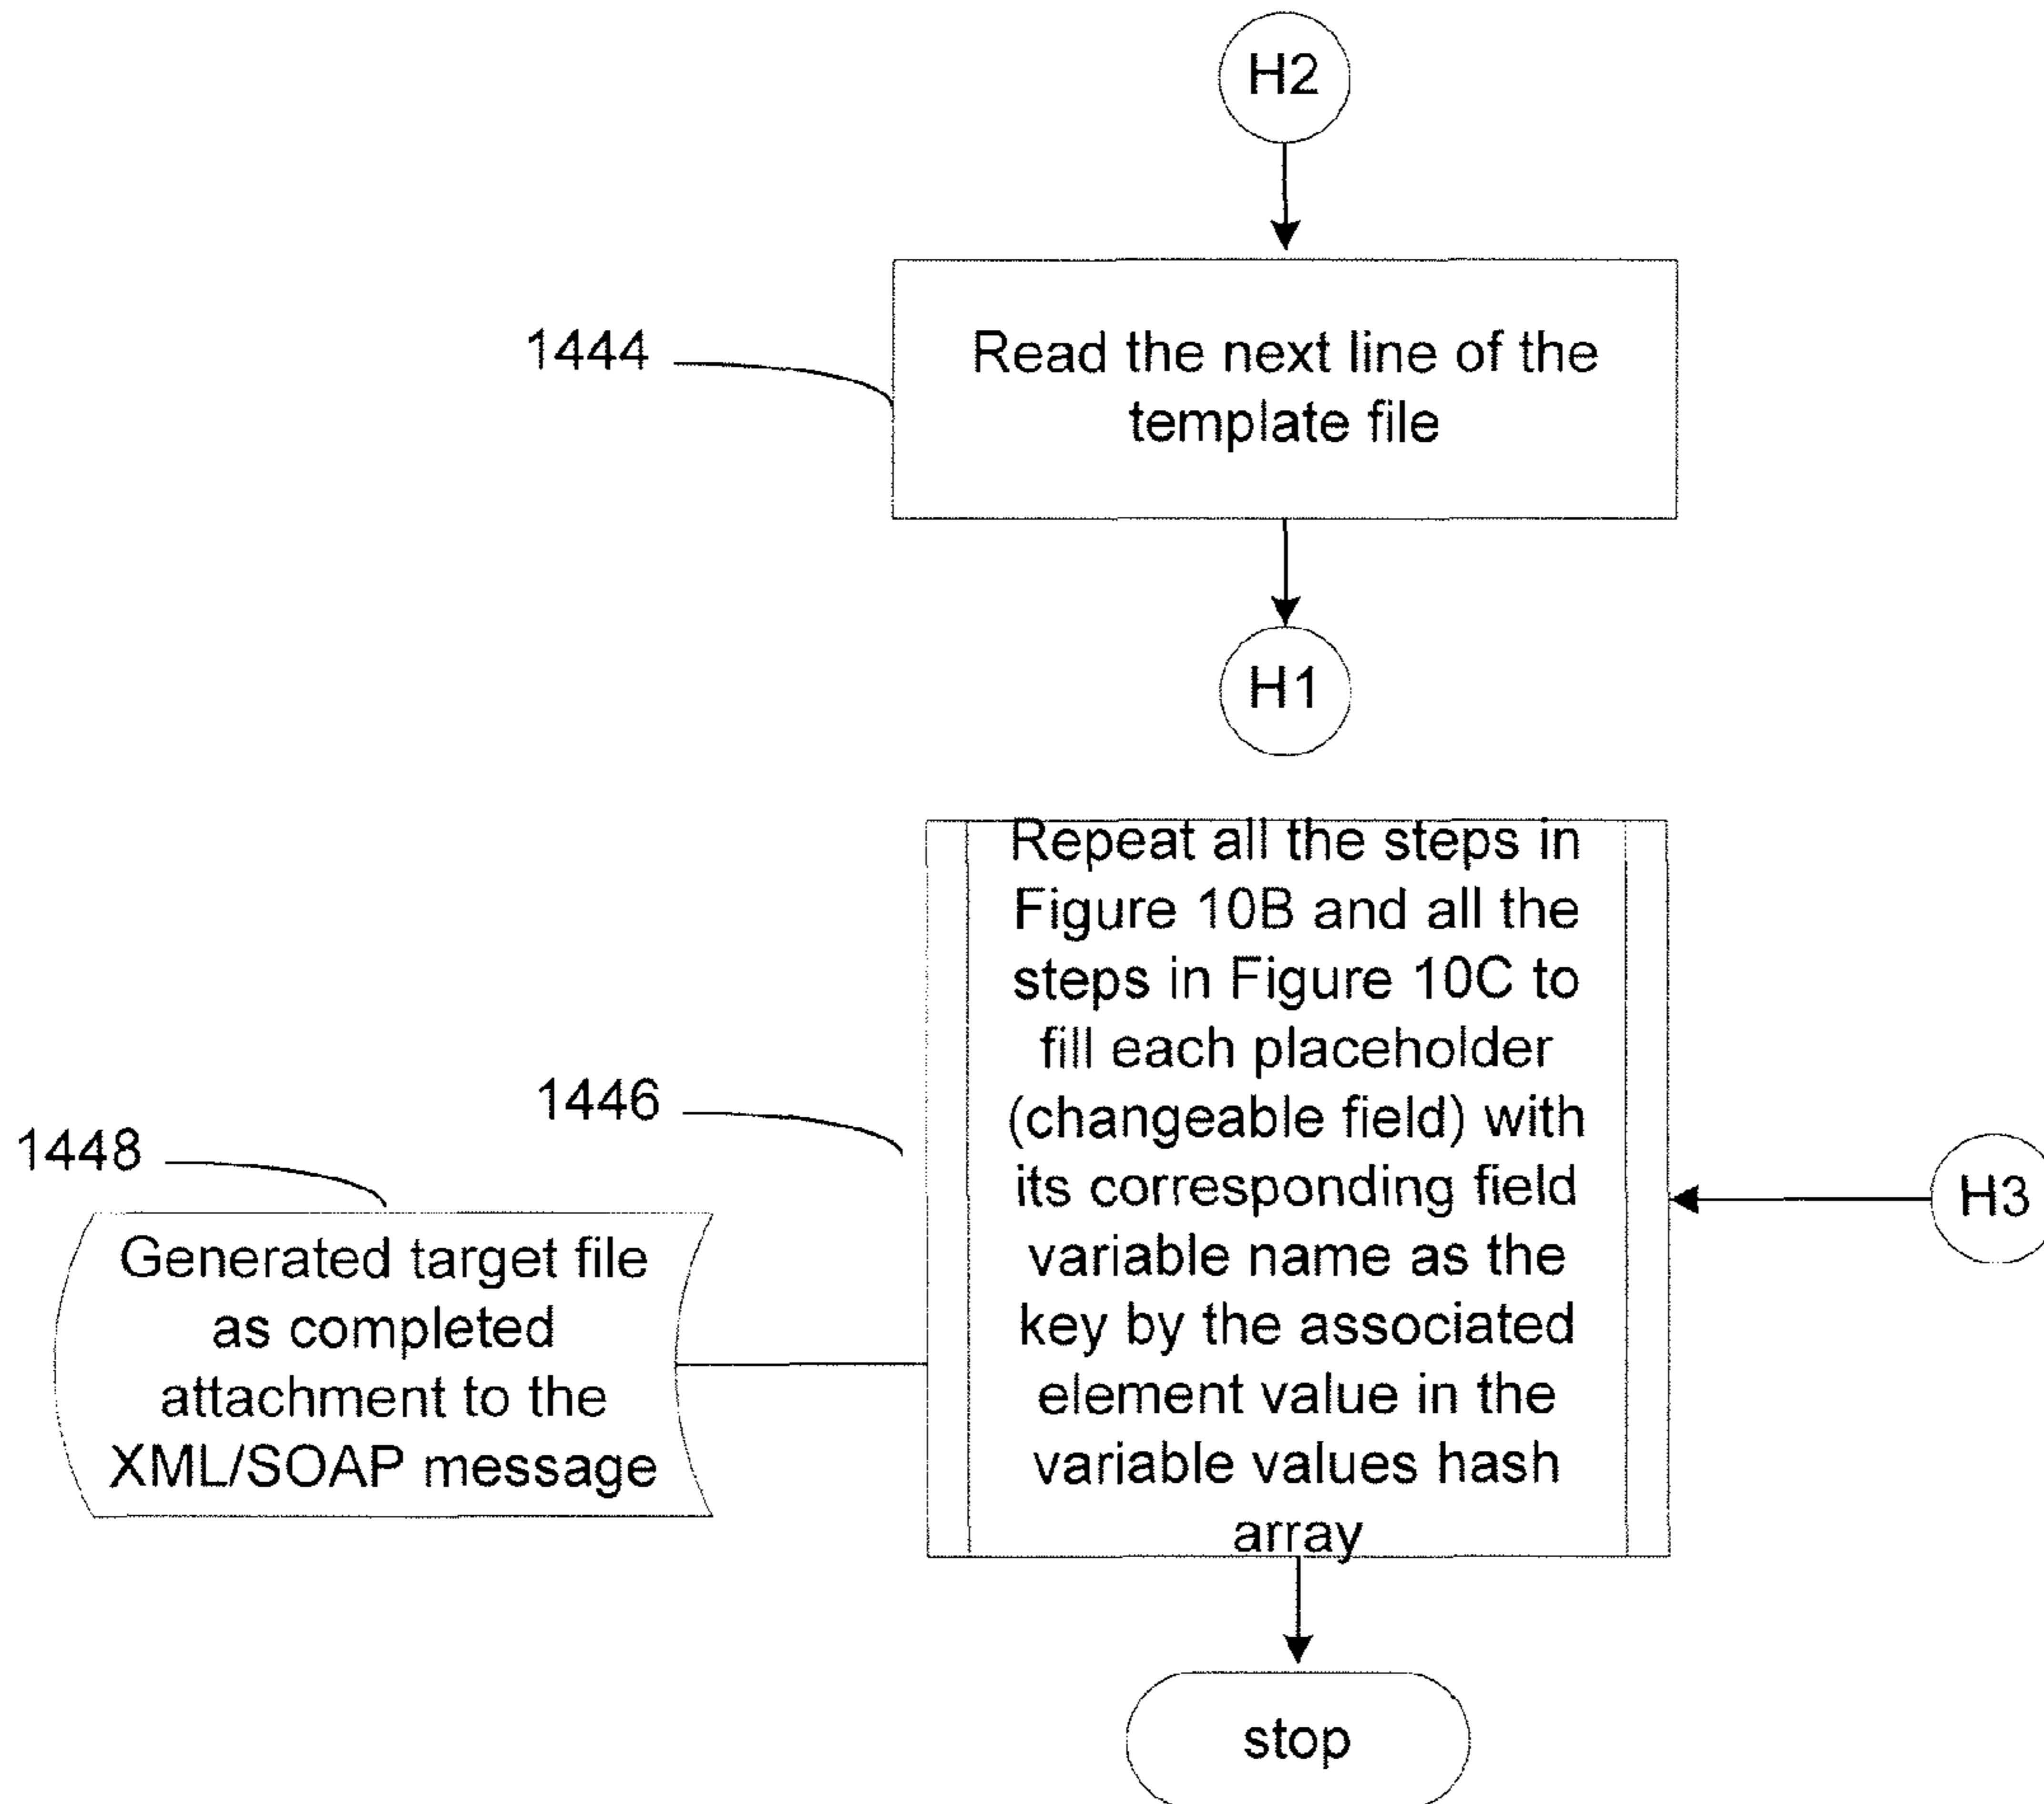 H2
1444
Read the next line of the
template file
H1
Repeat all the steps in
Figure 10B and all the
steps in Figure 10C to
fill each placeholder
(changeable field) with
its corresponding field
variable name as the
key by the associated
element value in the
variable values hash
array
1446
H3
1448
Generated target file
as completed
attachment to the
XML/SOAP message
stop